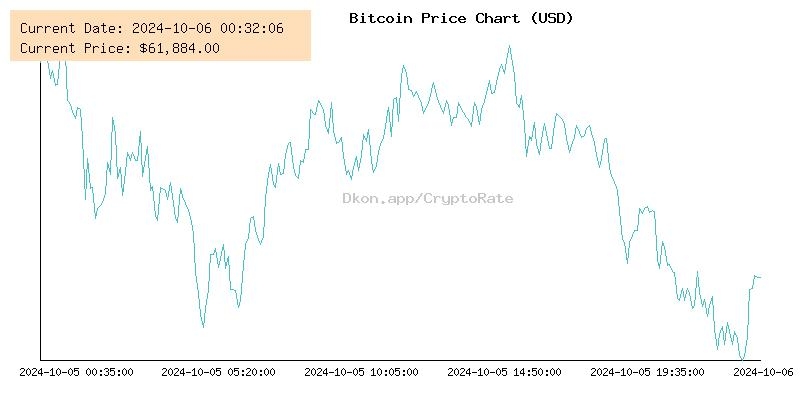 Bitcoin Price Chart (USD)
Current Date: 2024-10-06 00:32:06
Current Price: $61,884.00
Dkon.app/CryptoRate
2024-10-05 00:35:00 2024-10-05 05:20:00 2024-10-05 10:05:00 2024-10-05 14:50:00 2024-10-05 19:35:00 2024-10-06